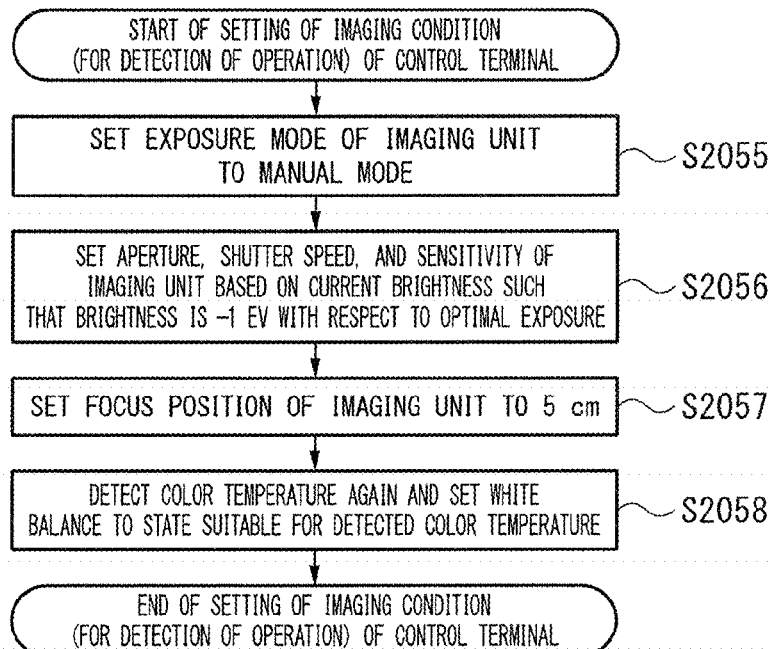 START OF SETTING OF IMAGING CONDITION
(FOR DETECTION OF OPERATION) OF CONTROL TERMINAL
SET EXPOSURE MODE OF IMAGING UNIT
TO MANUAL MODE
S2055
SET APERTURE, SHUTTER SPEED, AND SENSITIVITY OF
IMAGING UNIT BASED ON CURRENT BRIGHTNESS SUCH
THAT BRIGHTNESS IS -1 EV WITH RESPECT TO OPTIMAL EXPOSURE
S2056
SET FOCUS POSITION OF IMAGING UNIT TO 5 cm
S2057
DETECT COLOR TEMPERATURE AGAIN AND SET WHITE
BALANCE TO STATE SUITABLE FOR DETECTED COLOR TEMPERATURE
S2058
END OF SETTING OF IMAGING CONDITION
(FOR DETECTION OF OPERATION) OF CONTROL TERMINAL